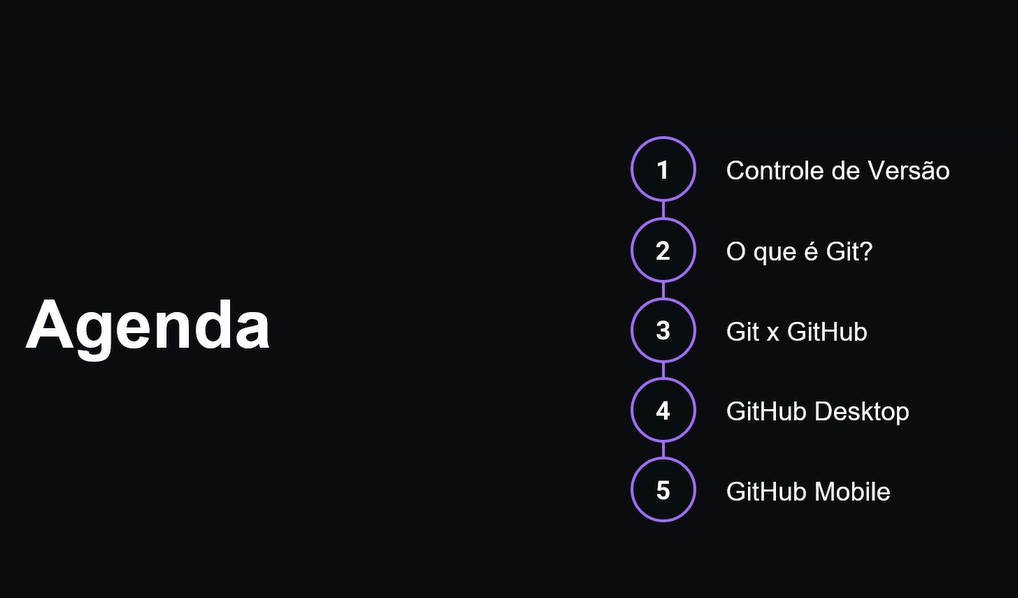 Agenda
1 Controle de Versão
2 O que é Git?
3 Git x GitHub
4 GitHub Desktop
5 GitHub Mobile